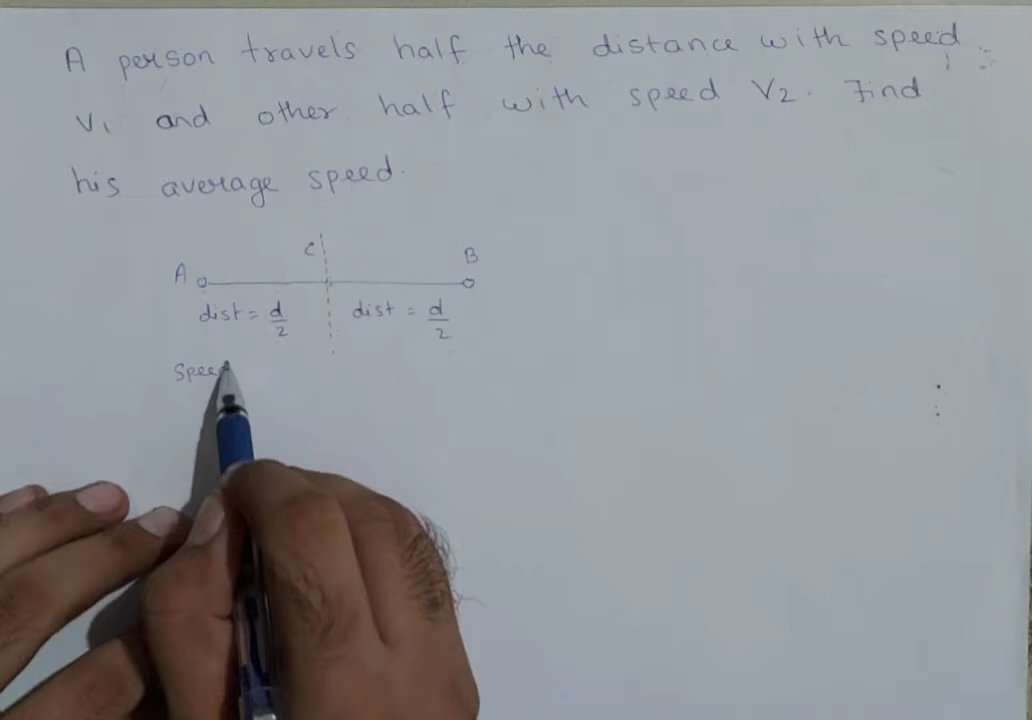 A person travels half the distance with speed
V1 and other half with speed V2. Find
his average speed.
A C B
dist = d/2 dist = d/2
Speed